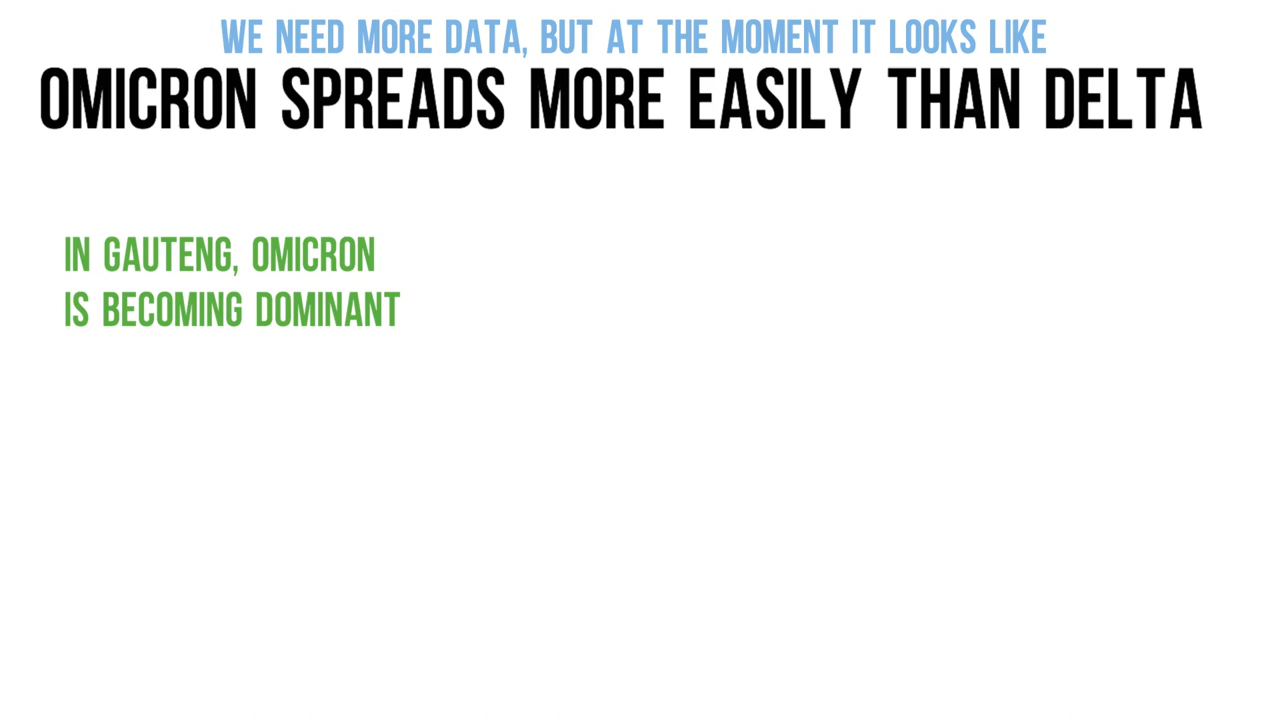 WE NEED MORE DATA, BUT AT THE MOMENT IT LOOKS LIKE
OMICRON SPREADS MORE EASILY THAN DELTA
IN GAUTENG, OMICRON
IS BECOMING DOMINANT